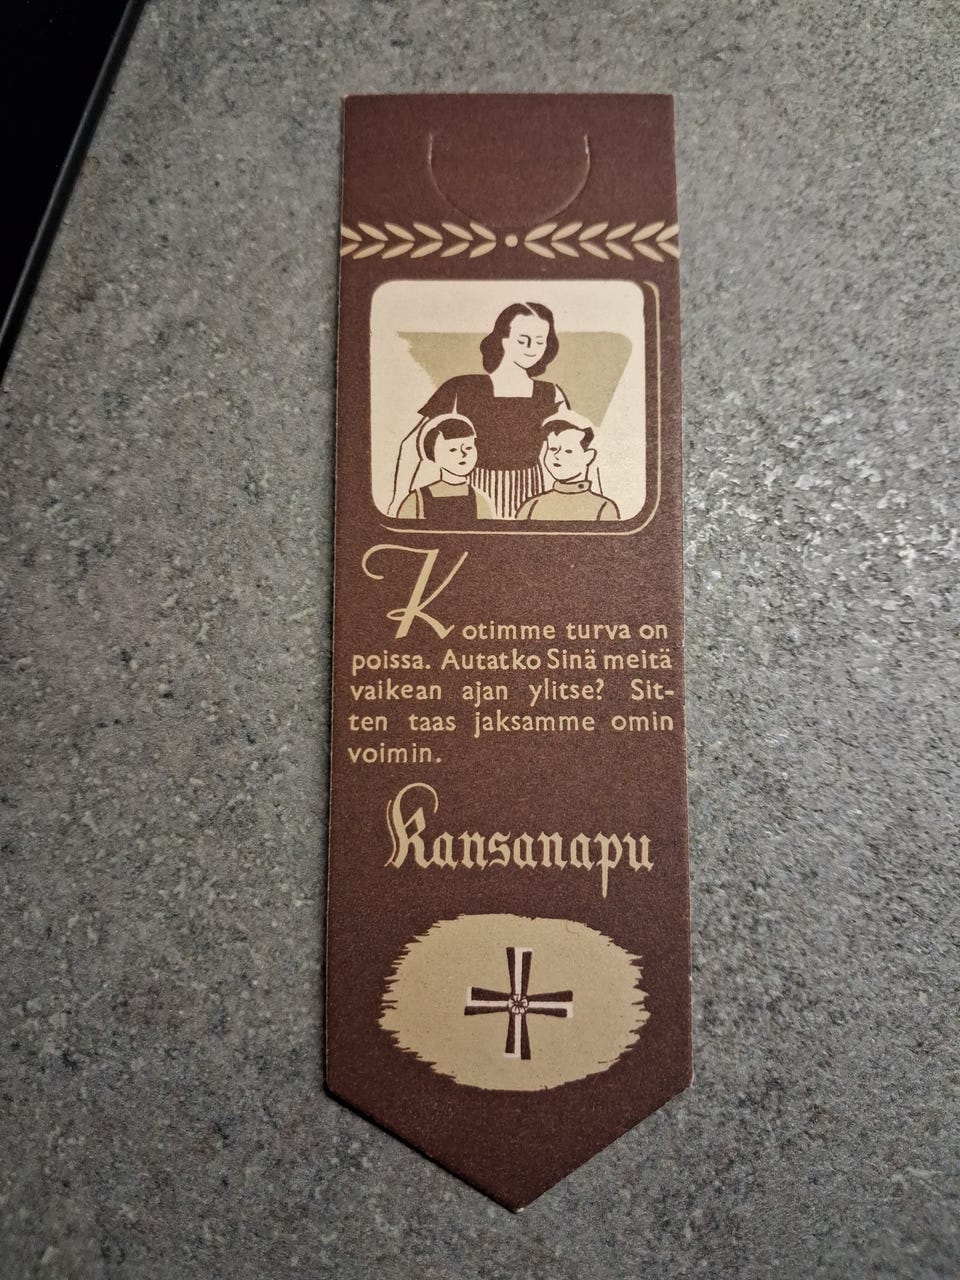 Kotimme turva on
poissa. Autatko Sinä meitä
vaikean ajan ylitse? Sit-
ten taas jaksamme omin
voimin.
Kansanapu